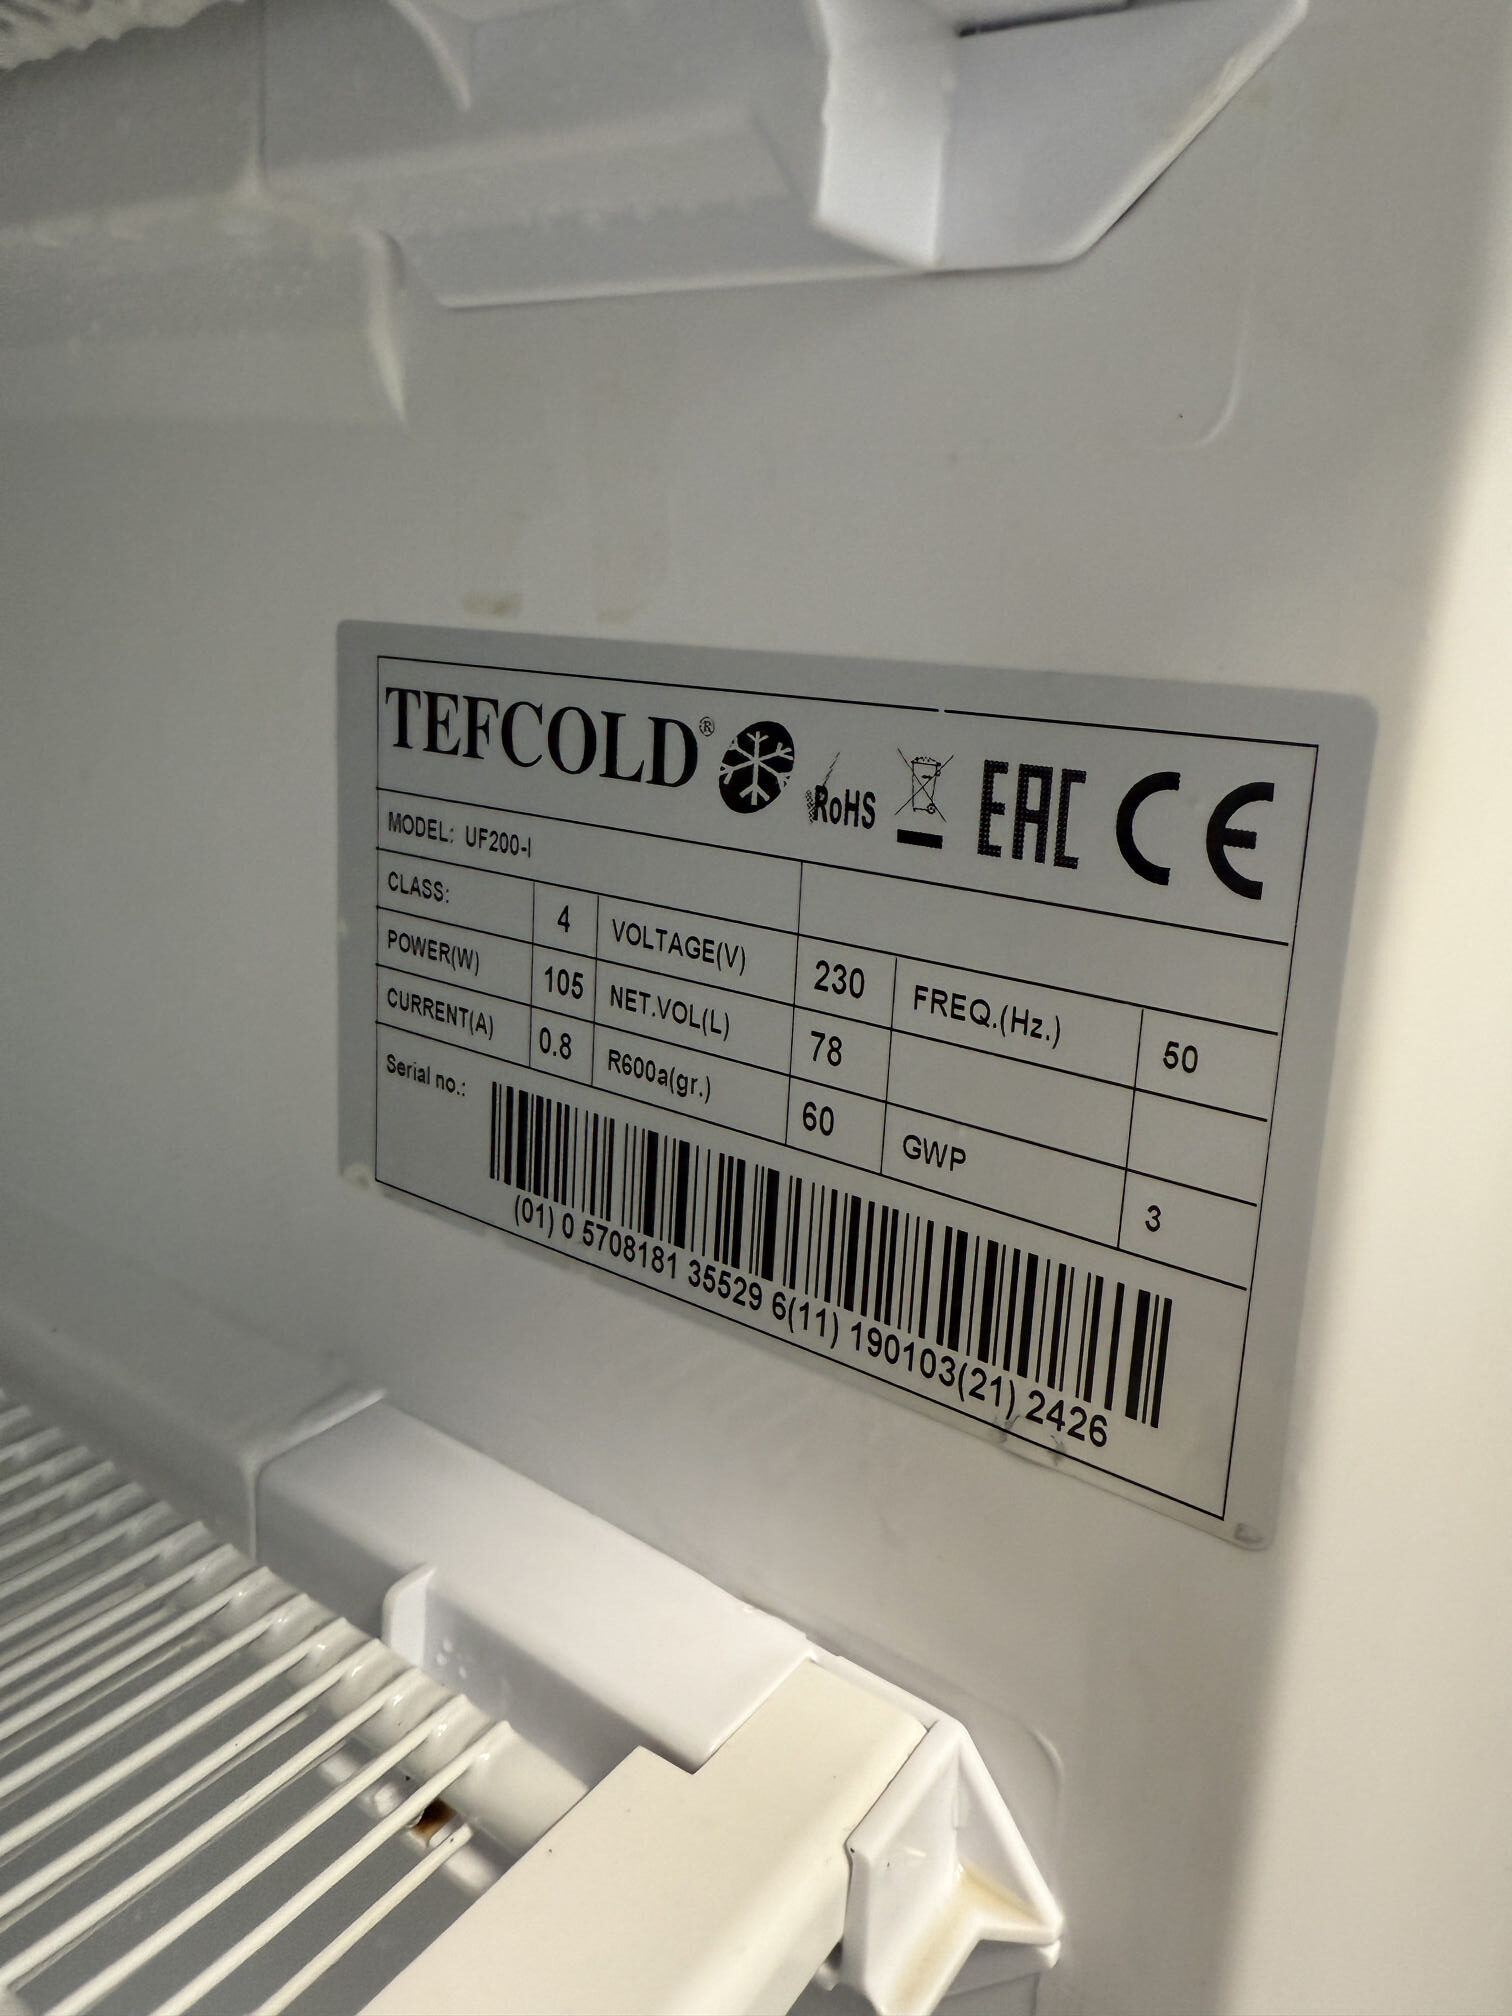 TEFCOLD® RoHS EAC CE
MODEL: UF200-I
CLASS: 4 VOLTAGE(V) 230 FREQ.(Hz.) 50
POWER(W) 105 NET.VOL(L) 78
CURRENT(A) 0.8 R600a(gr.) 60 GWP 3
Serial no.:
(01) 0 5708181 35529 6(11) 190103(21) 2426